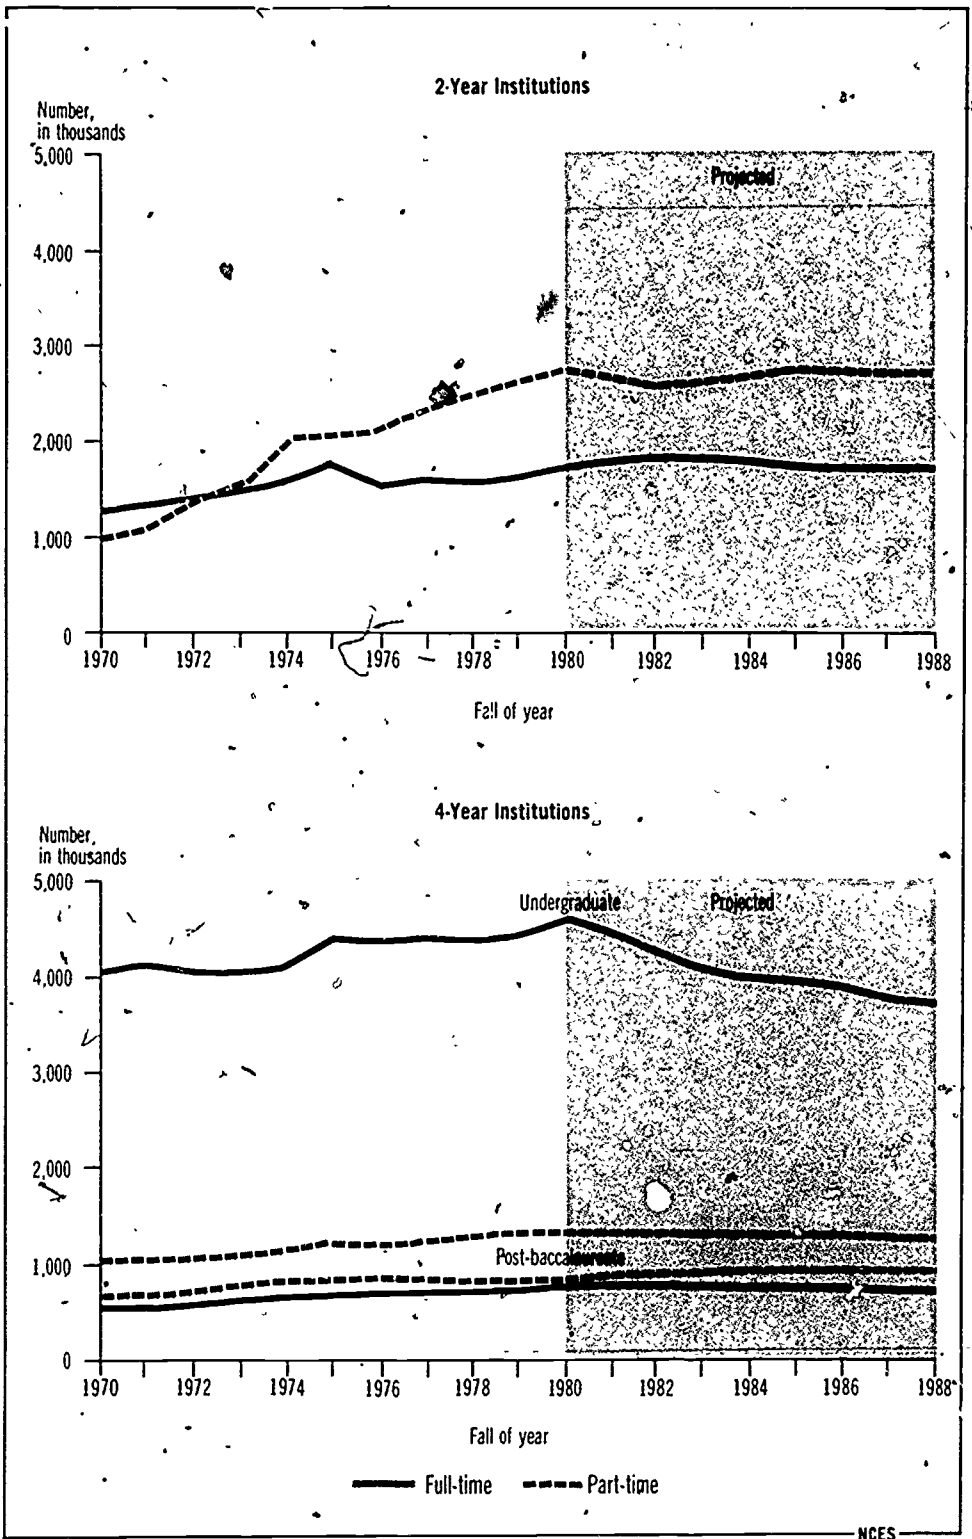 2-Year Institutions
Number,
in thousands
5,000
Projected
4,000
3,000
2,000
1,000
0
1970 1972 1974 1976 1978 1980 1982 1984 1986 1988
Fall of year
4-Year Institutions
Number,
in thousands
5,000
Undergraduate Projected
4,000
3,000
2,000
Post-baccalaureate
1,000
0
1970 1972 1974 1976 1978 1980 1982 1984 1986 1988
Fall of year
Full-time Part-time
NCES